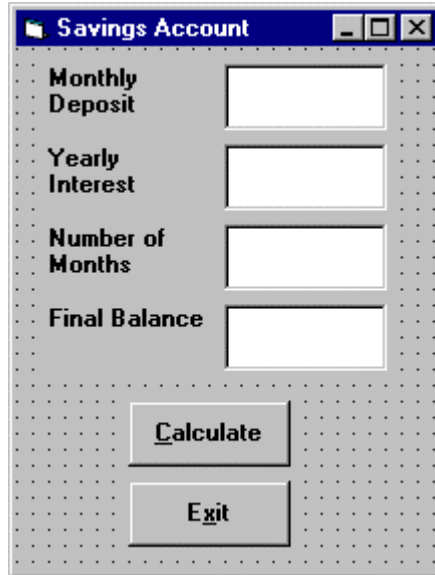 Savings Account
Monthly
Deposit
Yearly
Interest
Number of
Months
Final Balance
Calculate
Exit